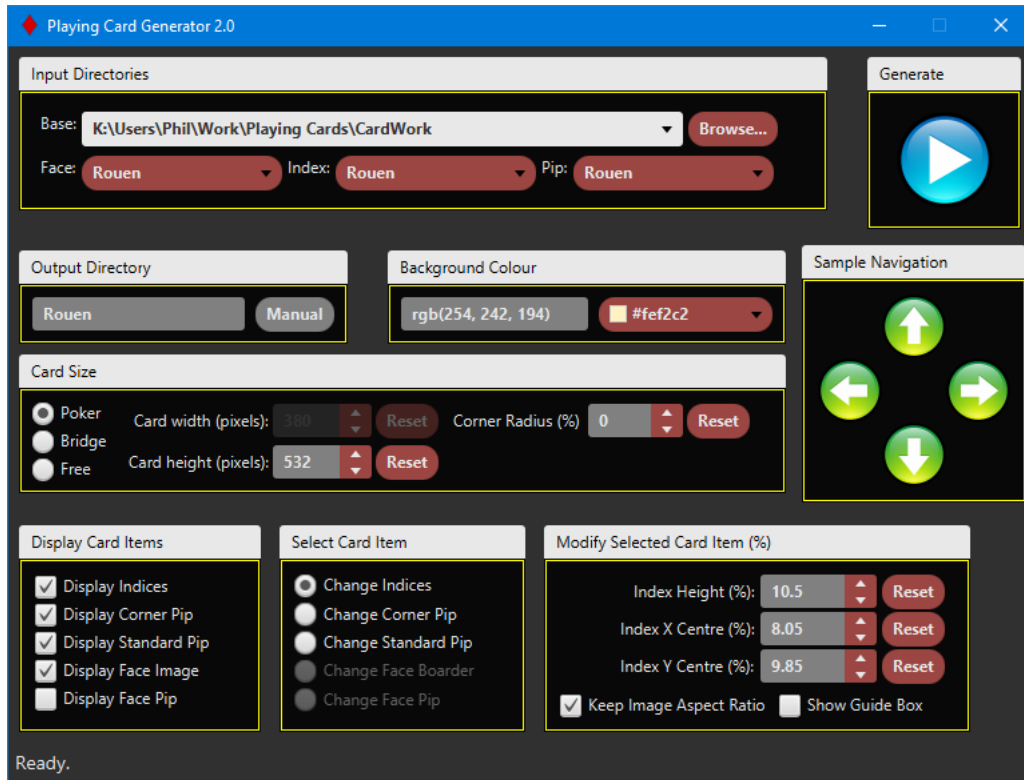 Playing Card Generator 2.0
Input Directories
Generate
Base: K:\Users\Phil\Work\Playing Cards\CardWork Browse...
Face: Rouen Index: Rouen Pip: Rouen
Output Directory
Background Colour
Sample Navigation
Rouen Manual
rgb(254, 242, 194) #fef2c2
Card Size
Poker
Bridge
Free
Card width (pixels): 380 Reset Corner Radius (%) 0 Reset
Card height (pixels): 532 Reset
Display Card Items
Display Indices
Display Corner Pip
Display Standard Pip
Display Face Image
Display Face Pip
Select Card Item
Change Indices
Change Corner Pip
Change Standard Pip
Change Face Boarder
Change Face Pip
Modify Selected Card Item (%)
Index Height (%): 10.5 Reset
Index X Centre (%): 8.05 Reset
Index Y Centre (%): 9.85 Reset
Keep Image Aspect Ratio Show Guide Box
Ready.